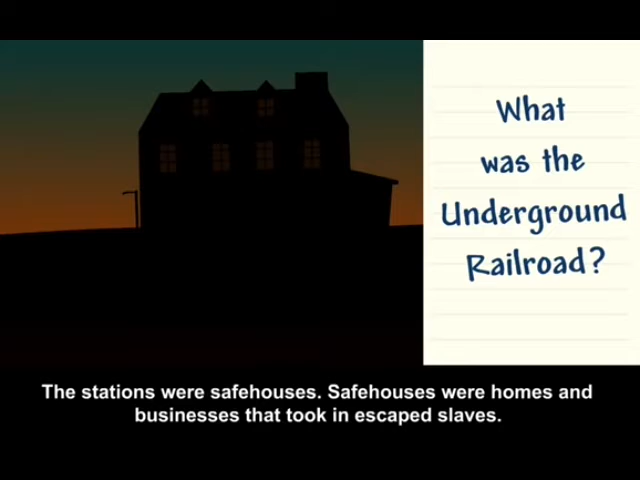 What
was the
Underground
Railroad?
The stations were safehouses. Safehouses were homes and
businesses that took in escaped slaves.